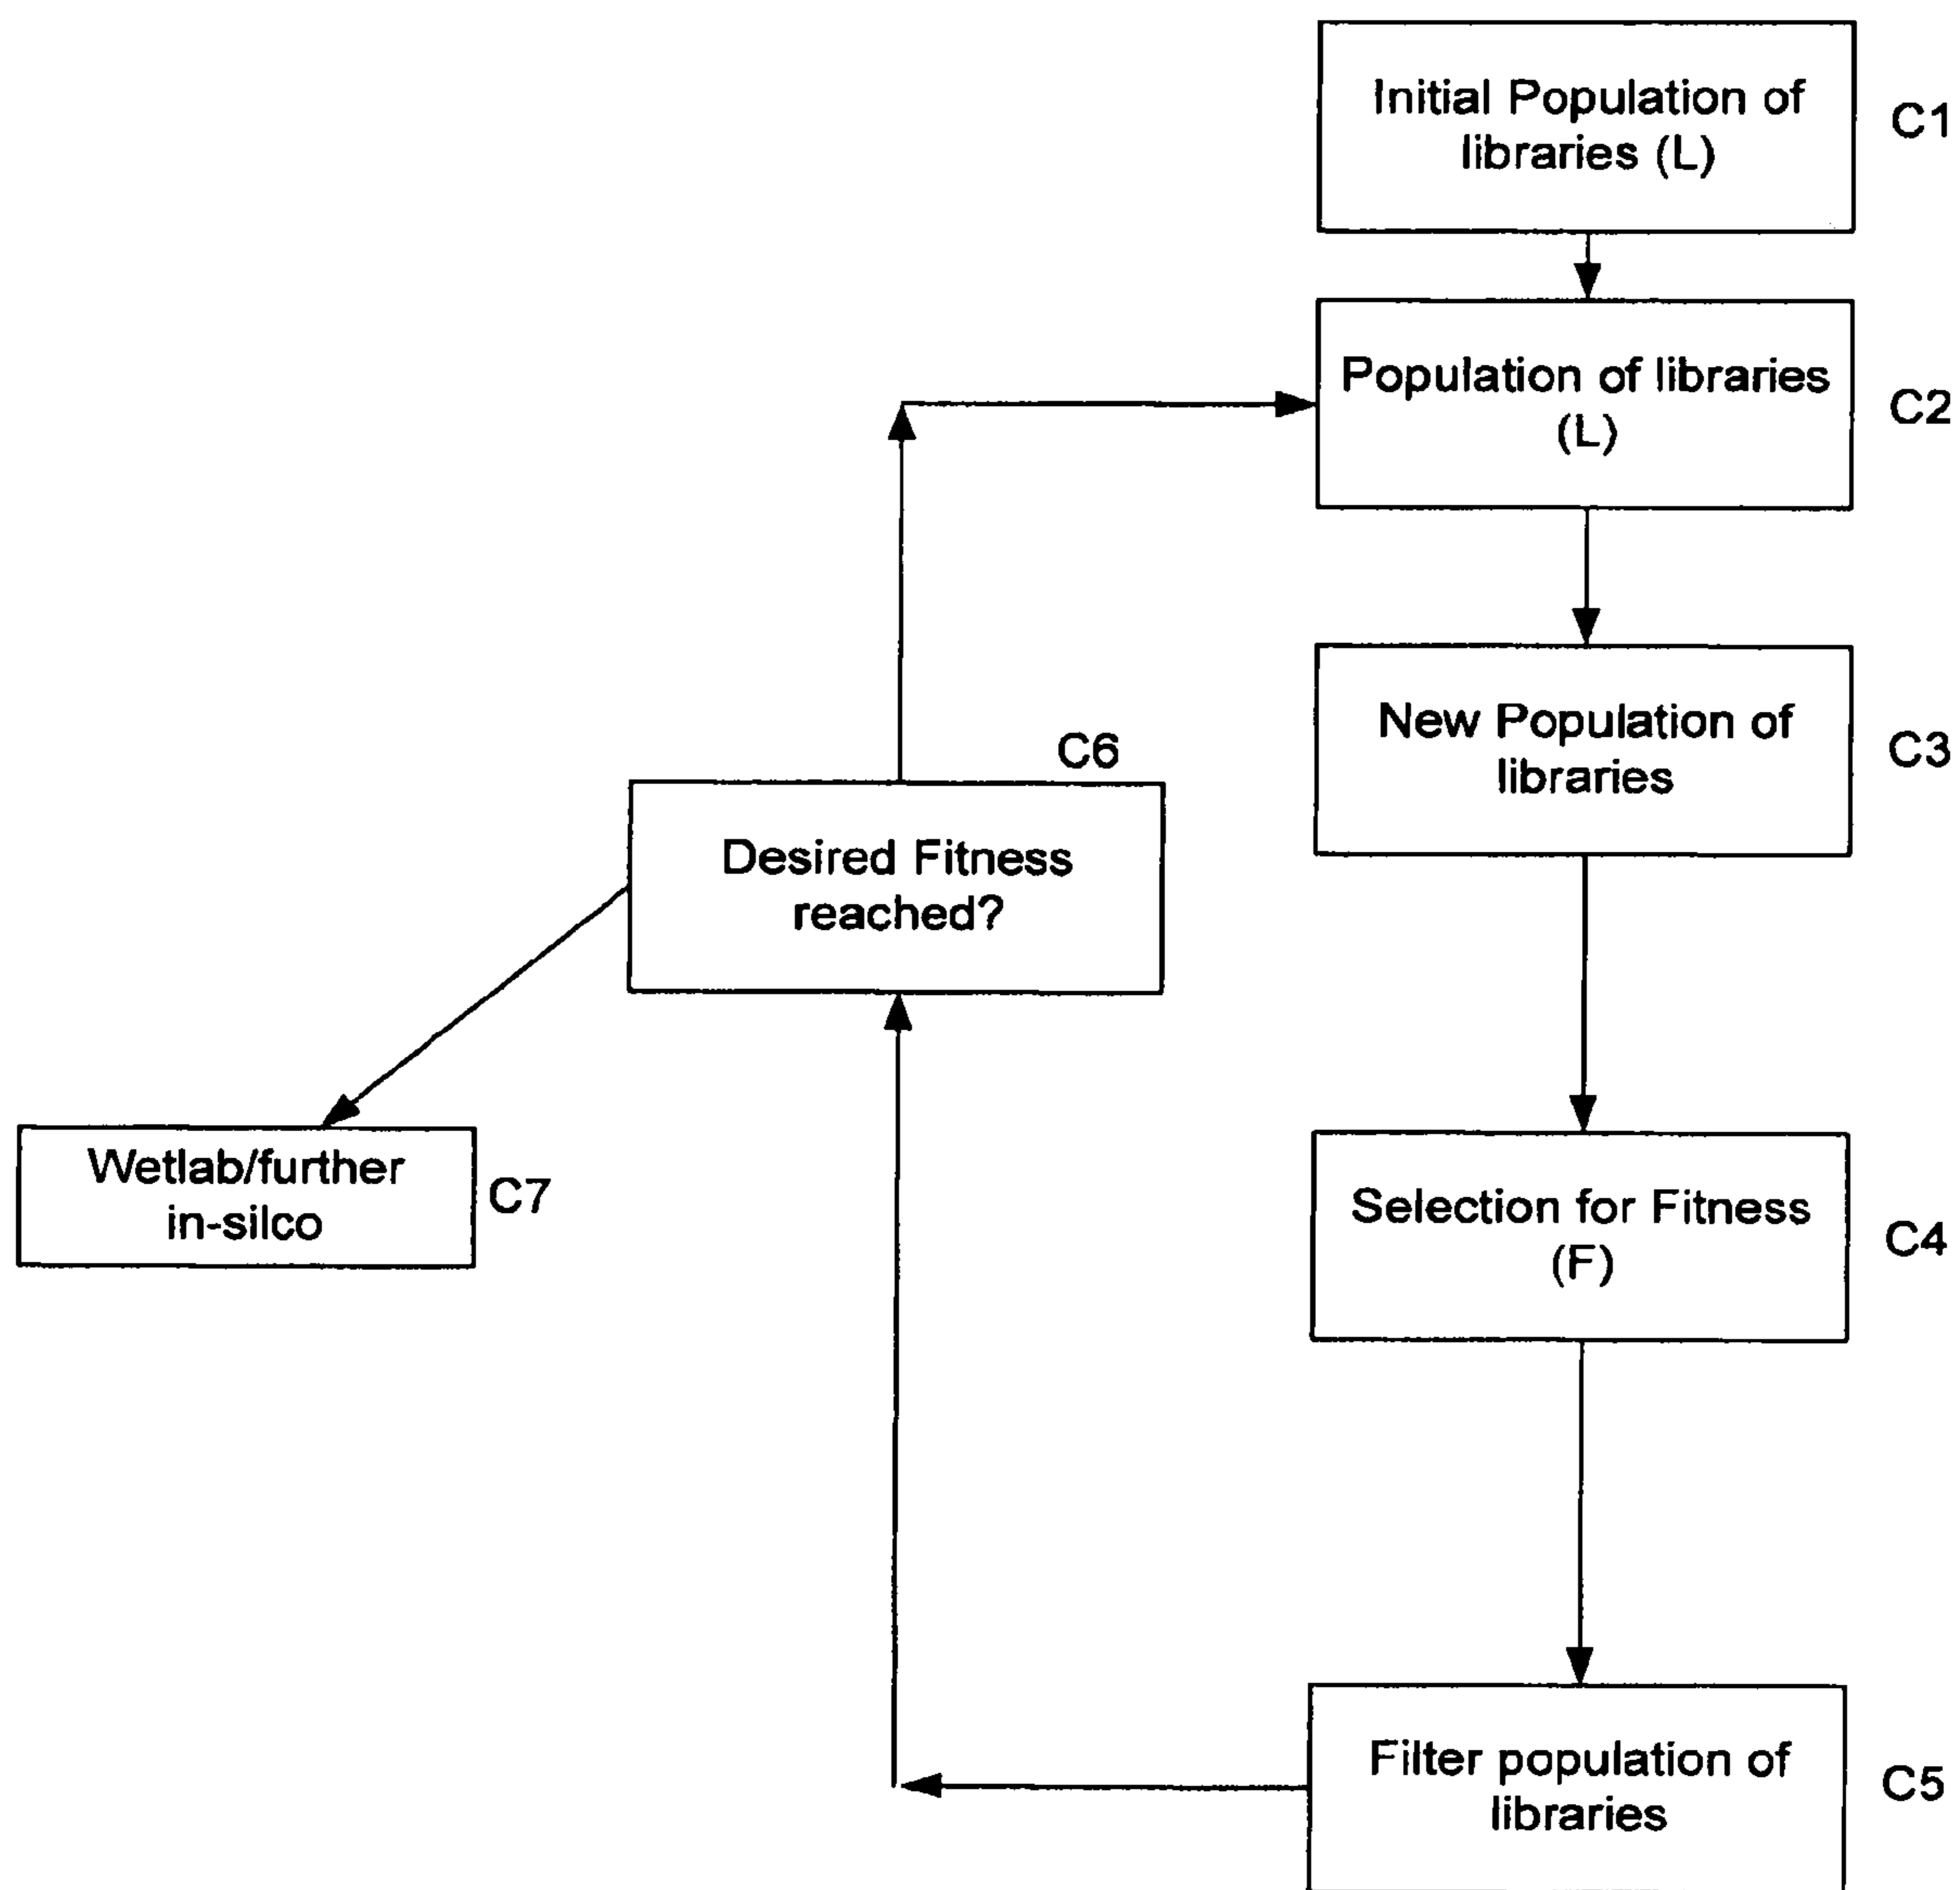 Initial Population of
libraries (L)
C1
Population of libraries
(L)
C2
New Population of
libraries
C3
C6
Desired Fitness
reached?
Wetlab/further
in-silco
C7
Selection for Fitness
(F)
C4
Filter population of
libraries
C5